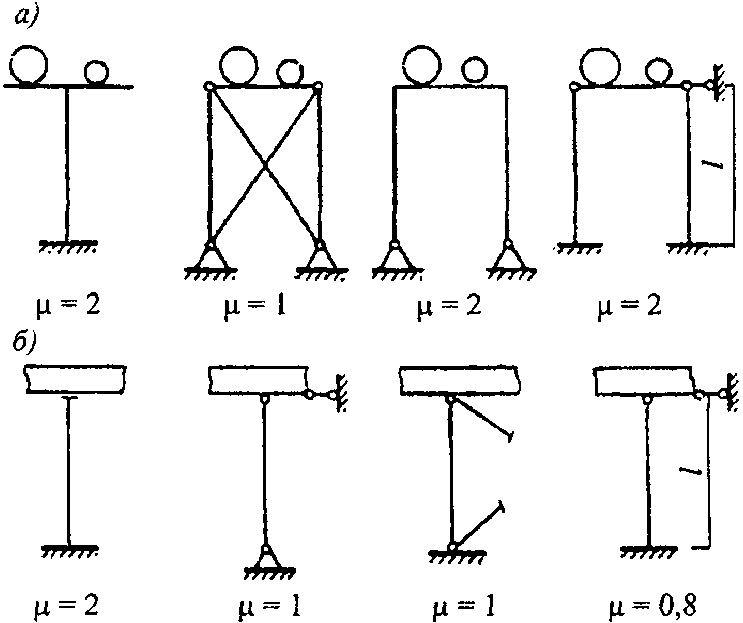 а)
l
μ = 2 μ = 1 μ = 2 μ = 2
б)
l
μ = 2 μ = 1 μ = 1 μ = 0,8